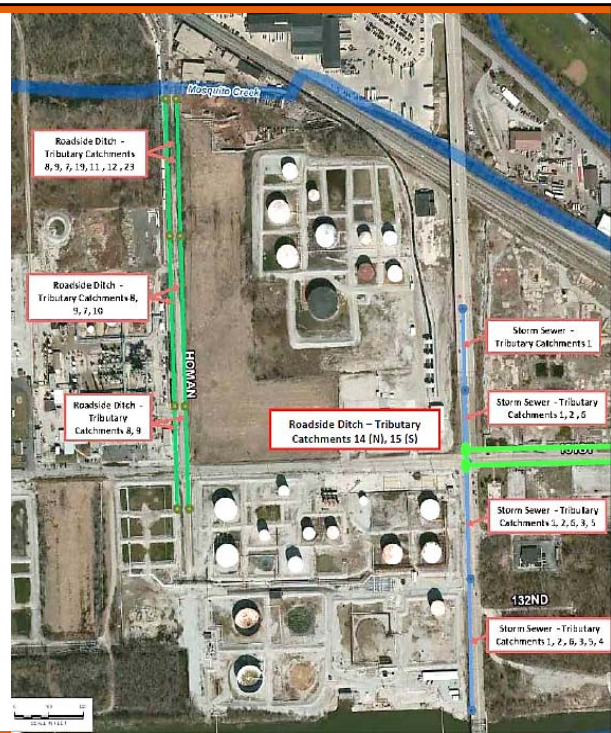 Mosquito Creek
Roadside Ditch -
Tributary Catchments
8, 9, 7, 19, 11 , 12 , 23
Roadside Ditch -
Tributary Catchments 8,
9, 7, 10
HOMAN
Roadside Ditch -
Tributary
Catchments 8, 9
Storm Sewer -
Tributary Catchments 1
Storm Sewer - Tributary
Catchments 1, 2, 6
Roadside Ditch – Tributary
Catchments 14 (N), 15 (S)
Storm Sewer - Tributary
Catchments 1, 2, 6, 3, 5
132ND
Storm Sewer - Tributary
Catchments 1, 2 , 6, 3, 5, 4